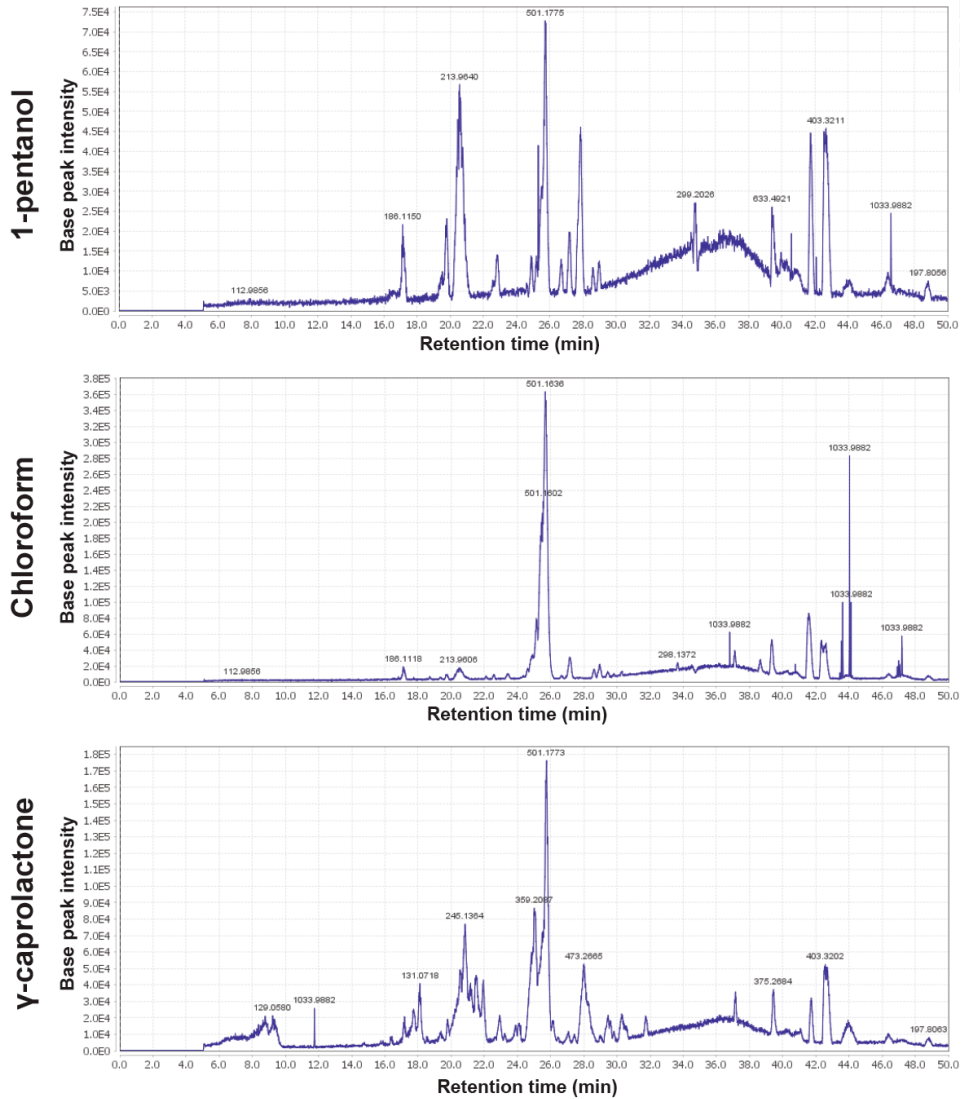 1-pentanol
Base peak intensity
7.5E4
7.0E4
6.5E4
6.0E4
5.5E4
5.0E4
4.5E4
4.0E4
3.5E4
3.0E4
2.5E4
2.0E4
1.5E4
1.0E4
5.0E3
0.0E0
501.1775
213.9640
403.3211
299.2026
633.4921
186.1150
1033.9882
197.8056
112.9856
0.0 2.0 4.0 6.0 8.0 10.0 12.0 14.0 16.0 18.0 20.0 22.0 24.0 26.0 28.0 30.0 32.0 34.0 36.0 38.0 40.0 42.0 44.0 46.0 48.0 50.0
Retention time (min)
Chloroform
Base peak intensity
3.8E5
3.6E5
3.4E5
3.2E5
3.0E5
2.8E5
2.6E5
2.4E5
2.2E5
2.0E5
1.8E5
1.6E5
1.4E5
1.2E5
1.0E5
8.0E4
6.0E4
4.0E4
2.0E4
0.0E0
501.1636
1033.9882
501.1602
1033.9882
1033.9882
1033.9882
298.1372
186.1118
213.9606
112.9856
0.0 2.0 4.0 6.0 8.0 10.0 12.0 14.0 16.0 18.0 20.0 22.0 24.0 26.0 28.0 30.0 32.0 34.0 36.0 38.0 40.0 42.0 44.0 46.0 48.0 50.0
Retention time (min)
γ-caprolactone
Base peak intensity
1.8E5
1.7E5
1.6E5
1.5E5
1.4E5
1.3E5
1.2E5
1.1E5
1.0E5
9.0E4
8.0E4
7.0E4
6.0E4
5.0E4
4.0E4
3.0E4
2.0E4
1.0E4
0.0E0
501.1773
359.2087
245.1364
473.2665
403.3202
131.0718
375.2684
1033.9882
129.0580
197.8063
0.0 2.0 4.0 6.0 8.0 10.0 12.0 14.0 16.0 18.0 20.0 22.0 24.0 26.0 28.0 30.0 32.0 34.0 36.0 38.0 40.0 42.0 44.0 46.0 48.0 50.0
Retention time (min)